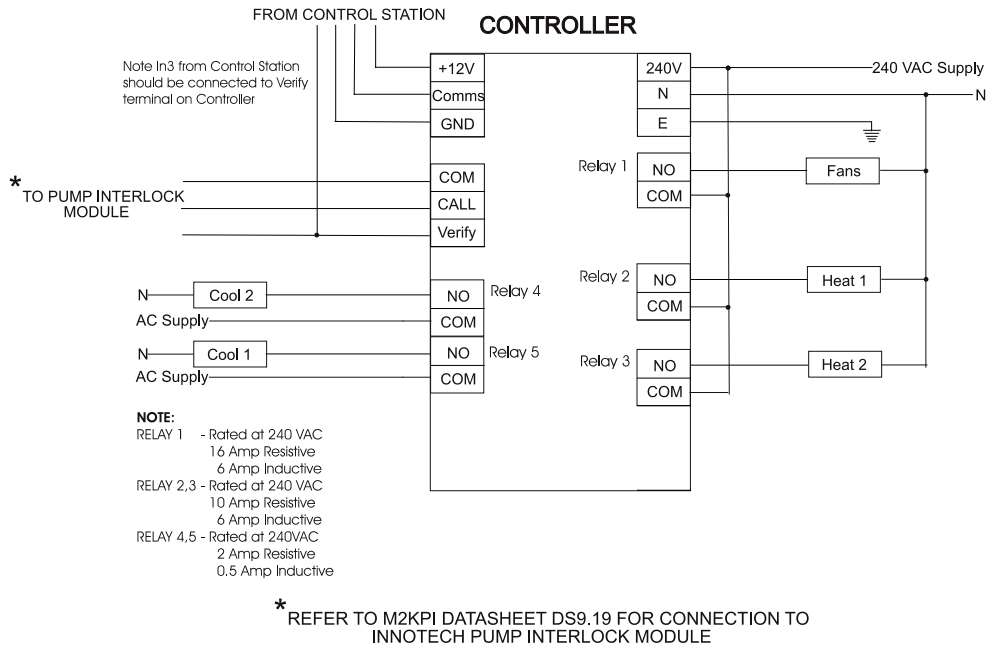 FROM CONTROL STATION
CONTROLLER
Note In3 from Control Station
should be connected to Verify
terminal on Controller
+12V
Comms
GND
240V
N
E
240 VAC Supply
N
* TO PUMP INTERLOCK
MODULE
COM
CALL
Verify
Relay 1
NO
COM
Fans
Relay 2
NO
COM
Heat 1
Relay 3
NO
COM
Heat 2
N
Cool 2
NO
Relay 4
AC Supply
COM
N
Cool 1
NO
Relay 5
AC Supply
COM
NOTE:
RELAY 1 - Rated at 240 VAC
16 Amp Resistive
6 Amp Inductive
RELAY 2,3 - Rated at 240 VAC
10 Amp Resistive
6 Amp Inductive
RELAY 4,5 - Rated at 240VAC
2 Amp Resistive
0.5 Amp Inductive
* REFER TO M2KPI DATASHEET DS9.19 FOR CONNECTION TO
INNOTECH PUMP INTERLOCK MODULE